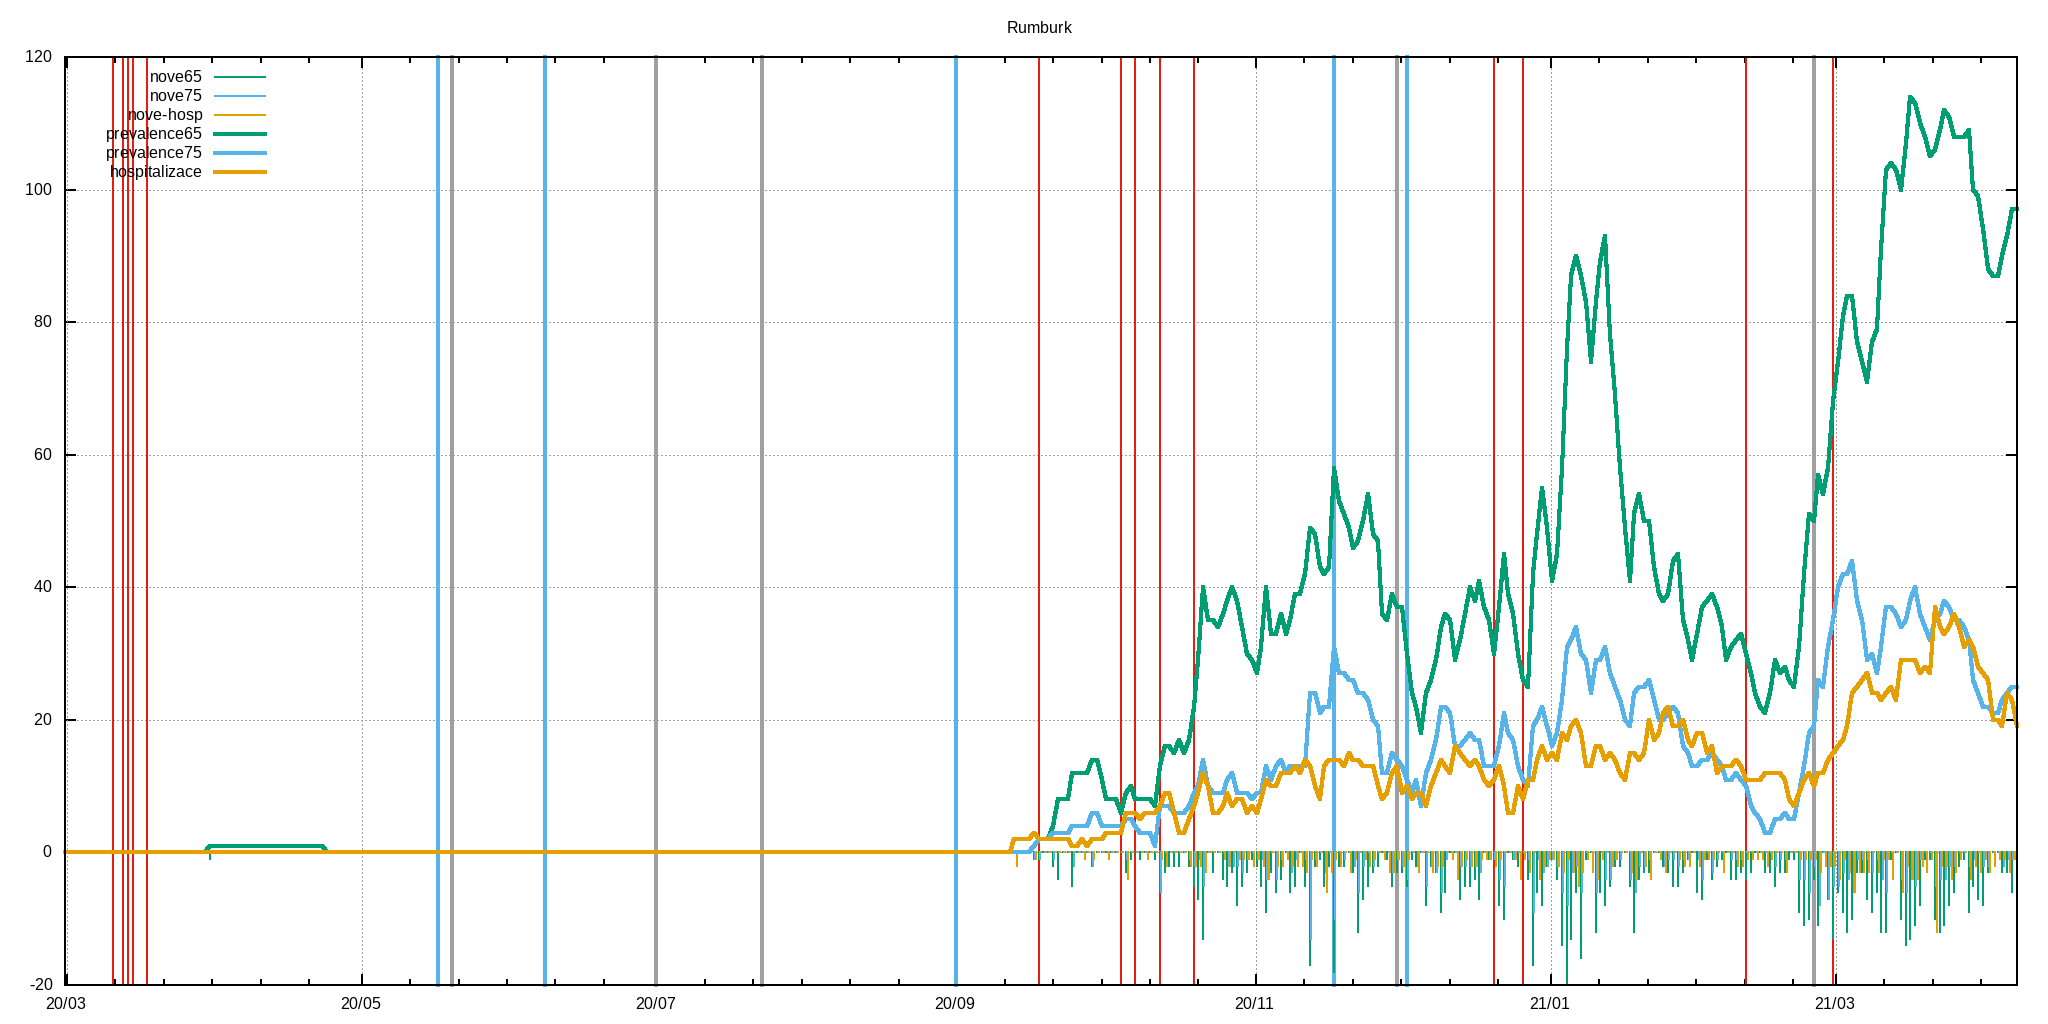 Rumburk
120
nove65
nove75
nove-hosp
prevalence65
prevalence75
hospitalizace
100
80
60
40
20
0
-20
20/03 20/05 20/07 20/09 20/11 21/01 21/03